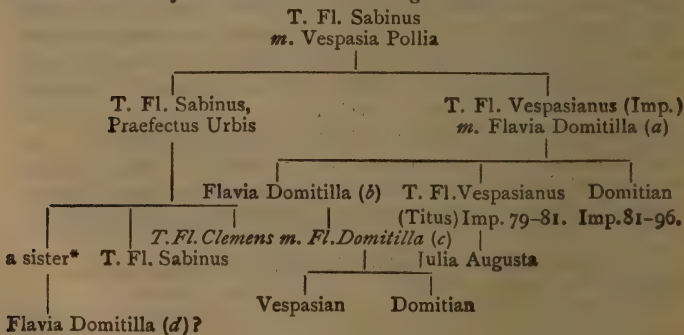 T. Fl. Sabinus
m. Vespasia Pollia
T. Fl. Sabinus,
Praefectus Urbis
T. Fl. Vespasianus (Imp.)
m. Flavia Domitilla (a)
Flavia Domitilla (b) T. Fl.Vespasianus Domitian
(Titus) Imp. 79–81. Imp.81–96.
T.Fl.Clemens m. Fl.Domitilla (c)
a sister* T. Fl. Sabinus Julia Augusta
Vespasian Domitian
Flavia Domitilla (d)?